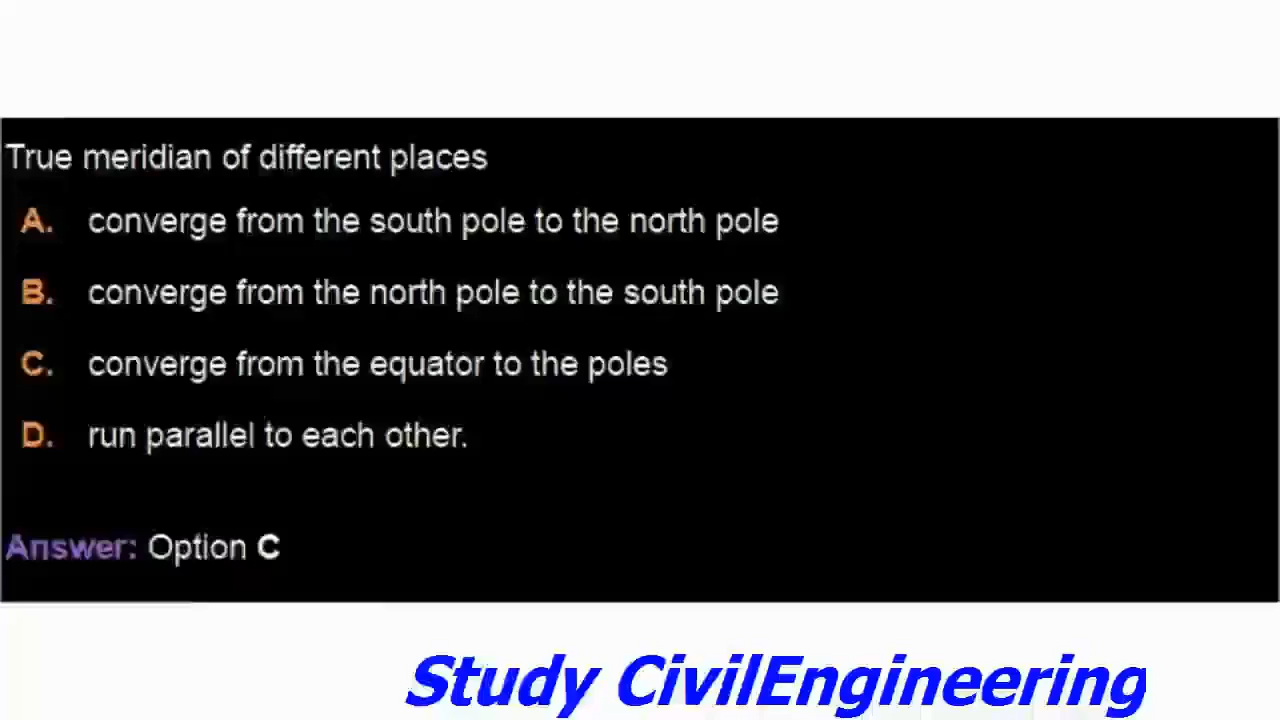 True meridian of different places
A. converge from the south pole to the north pole
B. converge from the north pole to the south pole
C. converge from the equator to the poles
D. run parallel to each other.
Answer: Option C
Study CivilEngineering